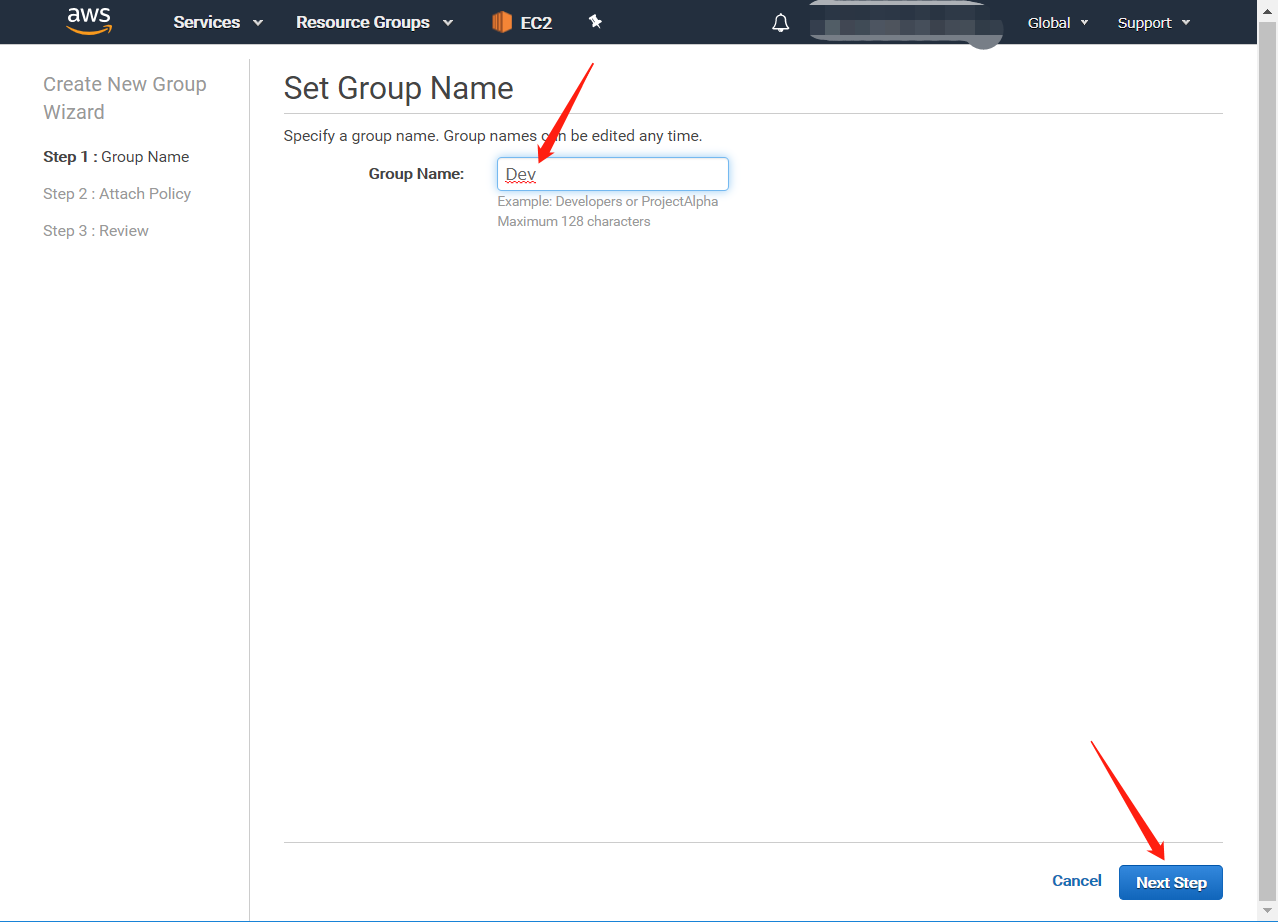 aws Services Resource Groups EC2 Global Support
Create New Group
Wizard
Step 1 : Group Name
Step 2 : Attach Policy
Step 3 : Review
Set Group Name
Specify a group name. Group names can be edited any time.
Group Name: Dev
Example: Developers or ProjectAlpha
Maximum 128 characters
Cancel Next Step